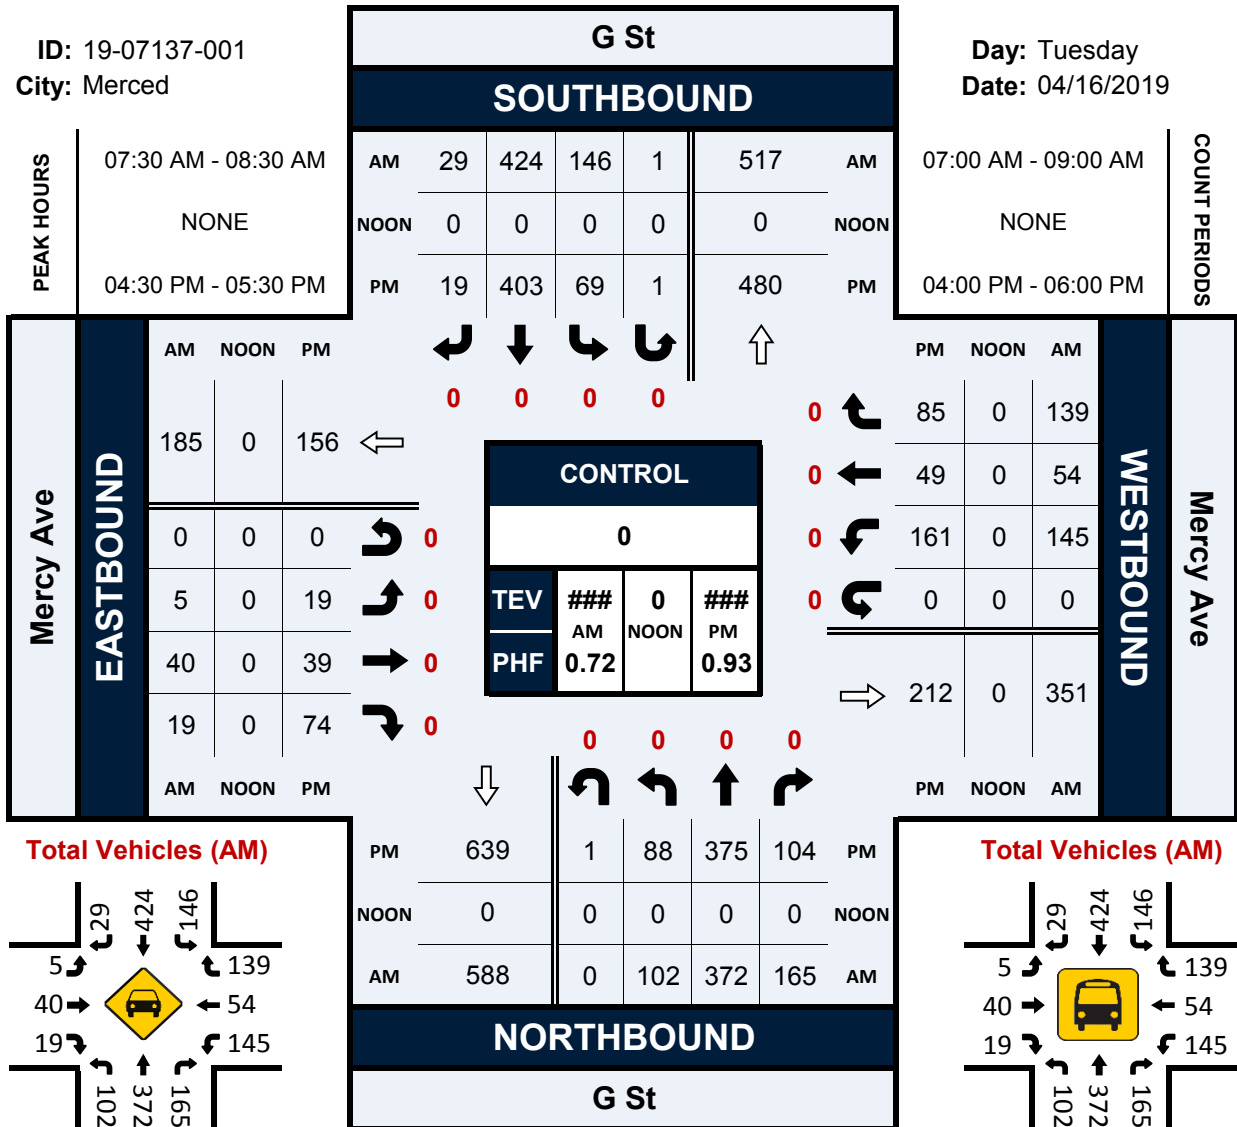 G St
ID: 19-07137-001
Day: Tuesday
City: Merced
Date: 04/16/2019
SOUTHBOUND
PEAK HOURS
07:30 AM - 08:30 AM
AM 29 424 146 1 517 AM
07:00 AM - 09:00 AM
COUNT PERIODS
NONE
NOON 0 0 0 0 0 NOON
NONE
04:30 PM - 05:30 PM
PM 19 403 69 1 480 PM
04:00 PM - 06:00 PM
Mercy Ave
EASTBOUND
AM NOON PM
PM NOON AM
0 0 0 0
0 85 0 139
185 0 156
CONTROL
0 49 0 54
WESTBOUND
Mercy Ave
0 0 0 0
0
0 161 0 145
5 0 19 0
TEV ### 0 ###
0 0 0 0
AM NOON PM
40 0 39 0
PHF 0.72 0.93
212 0 351
19 0 74 0
0 0 0 0
AM NOON PM
PM NOON AM
Total Vehicles (AM)
PM 639 1 88 375 104 PM
Total Vehicles (AM)
NOON 0 0 0 0 0 NOON
AM 588 0 102 372 165 AM
29 424 146
5 139
40 54
19 145
102 372 165
29 424 146
5 139
40 54
19 145
102 372 165
NORTHBOUND
G St